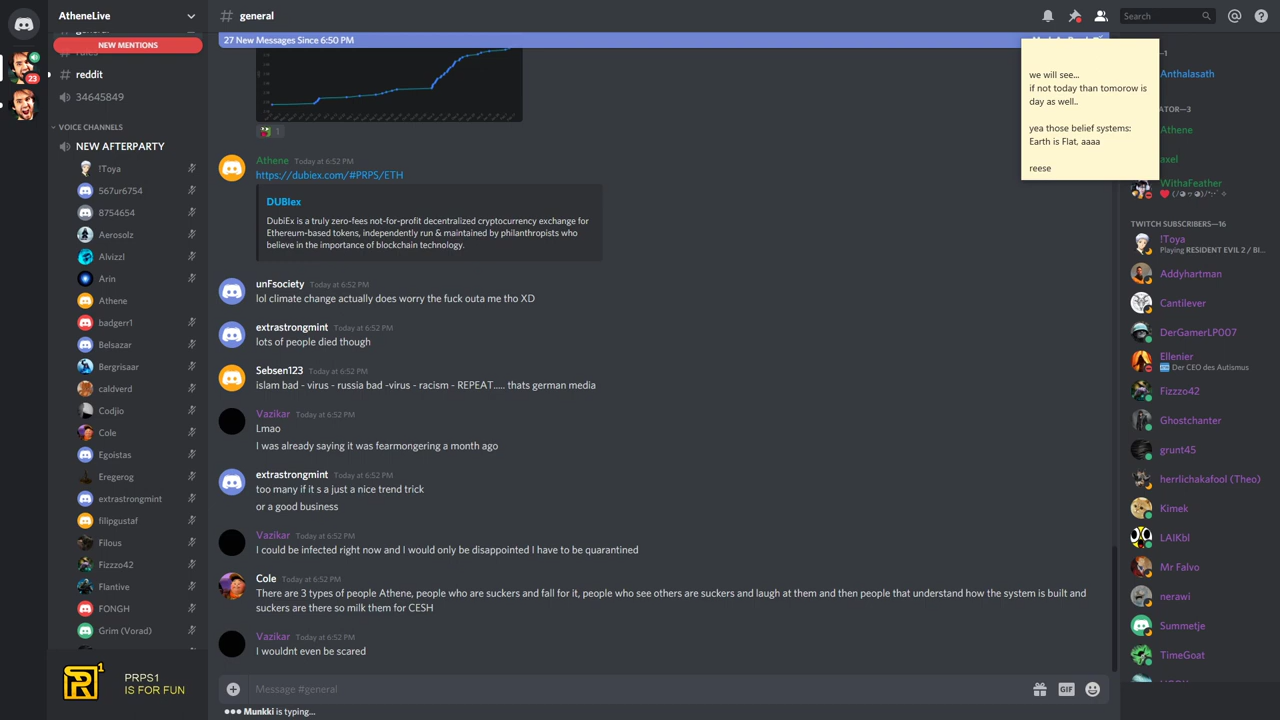 AtheneLive
# general
Search
NEW MENTIONS
rules
# reddit
34645849
VOICE CHANNELS
NEW AFTERPARTY
!Toya
567ur6754
8754654
Aerosolz
Alvizzl
Arin
Athene
badgerr1
Belsazar
Bergrisaar
caldverd
Codjio
Cole
Egoistas
Eregerog
extrastrongmint
filipgustaf
Filous
Fizzzo42
Flantive
FONGH
Grim (Vorad)
23
PRPS1
IS FOR FUN
27 New Messages Since 6:50 PM
1
Athene Today at 6:52 PM
https://dubiex.com/#PRPS/ETH
DUBIex
DubiEx is a truly zero-fees not-for-profit decentralized cryptocurrency exchange for
Ethereum-based tokens, independently run & maintained by philanthropists who
believe in the importance of blockchain technology.
unFsociety Today at 6:52 PM
lol climate change actually does worry the fuck outa me tho XD
extrastrongmint Today at 6:52 PM
lots of people died though
Sebsen123 Today at 6:52 PM
islam bad - virus - russia bad -virus - racism - REPEAT..... thats german media
Vazikar Today at 6:52 PM
Lmao
I was already saying it was fearmongering a month ago
extrastrongmint Today at 6:52 PM
too many if it s a just a nice trend trick
or a good business
Vazikar Today at 6:52 PM
I could be infected right now and I would only be disappointed I have to be quarantined
Cole Today at 6:52 PM
There are 3 types of people Athene, people who are suckers and fall for it, people who see others are suckers and laugh at them and then people that understand how the system is built and
suckers are there so milk them for CESH
Vazikar Today at 6:52 PM
I wouldnt even be scared
Message #general
GIF
Munkki is typing...
we will see...
if not today than tomorow is
day as well..
yea those belief systems:
Earth is Flat, aaaa
reese
—1
Anthalasath
ATOR—3
Athene
axel
WithaFeather
TWITCH SUBSCRIBERS—16
!Toya
Playing RESIDENT EVIL 2 / BI...
Addyhartman
Cantilever
DerGamerLP007
Ellenier
Der CEO des Autismus
Fizzzo42
Ghostchanter
grunt45
herrlichakafool (Theo)
Kimek
LAIKbl
Mr Falvo
nerawi
Summetje
TimeGoat